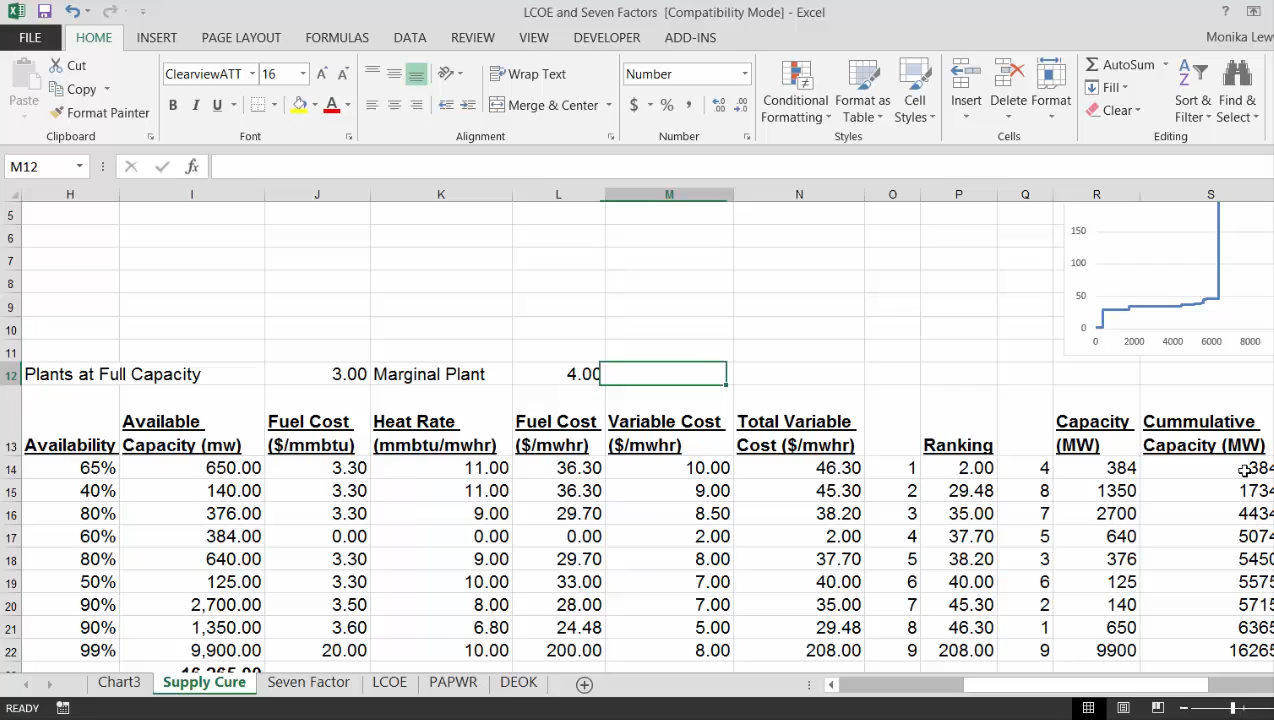 LCOE and Seven Factors [Compatibility Mode] - Excel
?
FILE HOME INSERT PAGE LAYOUT FORMULAS DATA REVIEW VIEW DEVELOPER ADD-INS Monika Lew
Paste
Cut
Copy
Format Painter
Clipboard
ClearviewATT 16
B I U
Font
Wrap Text
Merge & Center
Alignment
Number
$ % ,
Number
Conditional Formatting
Format as Table
Cell Styles
Styles
Insert Delete Format
Cells
AutoSum
Fill
Clear
Sort & Filter
Find & Select
Editing
M12 fx
H I J K L M N O P Q R S
5
6
7
8
9
10
11
150
100
50
0
0 2000 4000 6000 8000
12 Plants at Full Capacity 3.00 Marginal Plant 4.00
Available Fuel Cost Heat Rate Fuel Cost Variable Cost Total Variable Capacity Cummulative
13 Availability Capacity (mw) ($/mmbtu) (mmbtu/mwhr) ($/mwhr) ($/mwhr) Cost ($/mwhr) Ranking (MW) Capacity (MW)
14 65% 650.00 3.30 11.00 36.30 10.00 46.30 1 2.00 4 384 384
15 40% 140.00 3.30 11.00 36.30 9.00 45.30 2 29.48 8 1350 1734
16 80% 376.00 3.30 9.00 29.70 8.50 38.20 3 35.00 7 2700 4434
17 60% 384.00 0.00 0.00 0.00 2.00 2.00 4 37.70 5 640 5074
18 80% 640.00 3.30 9.00 29.70 8.00 37.70 5 38.20 3 376 5450
19 50% 125.00 3.30 10.00 33.00 7.00 40.00 6 40.00 6 125 5575
20 90% 2,700.00 3.50 8.00 28.00 7.00 35.00 7 45.30 2 140 5715
21 90% 1,350.00 3.60 6.80 24.48 5.00 29.48 8 46.30 1 650 6365
22 99% 9,900.00 20.00 10.00 200.00 8.00 208.00 9 208.00 9 9900 16265
16,265.00
Chart3 Supply Cure Seven Factor LCOE PAPWR DEOK
READY